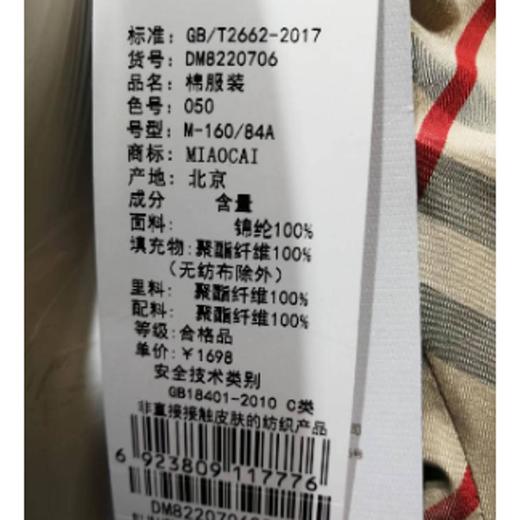 标准: GB/T2662-2017
货号: DM8220706
品名: 棉服装
色号: 050
号型: M-160/84A
商标: MIAOCAI
产地: 北京
成分 含量
面料: 锦纶100%
填充物: 聚酯纤维100%
(无纺布除外)
里料: 聚酯纤维100%
配料: 聚酯纤维100%
等级: 合格品
单价: ¥1698
安全技术类别
GB18401-2010 C类
非直接接触皮肤的纺织产品
6 923809 117776